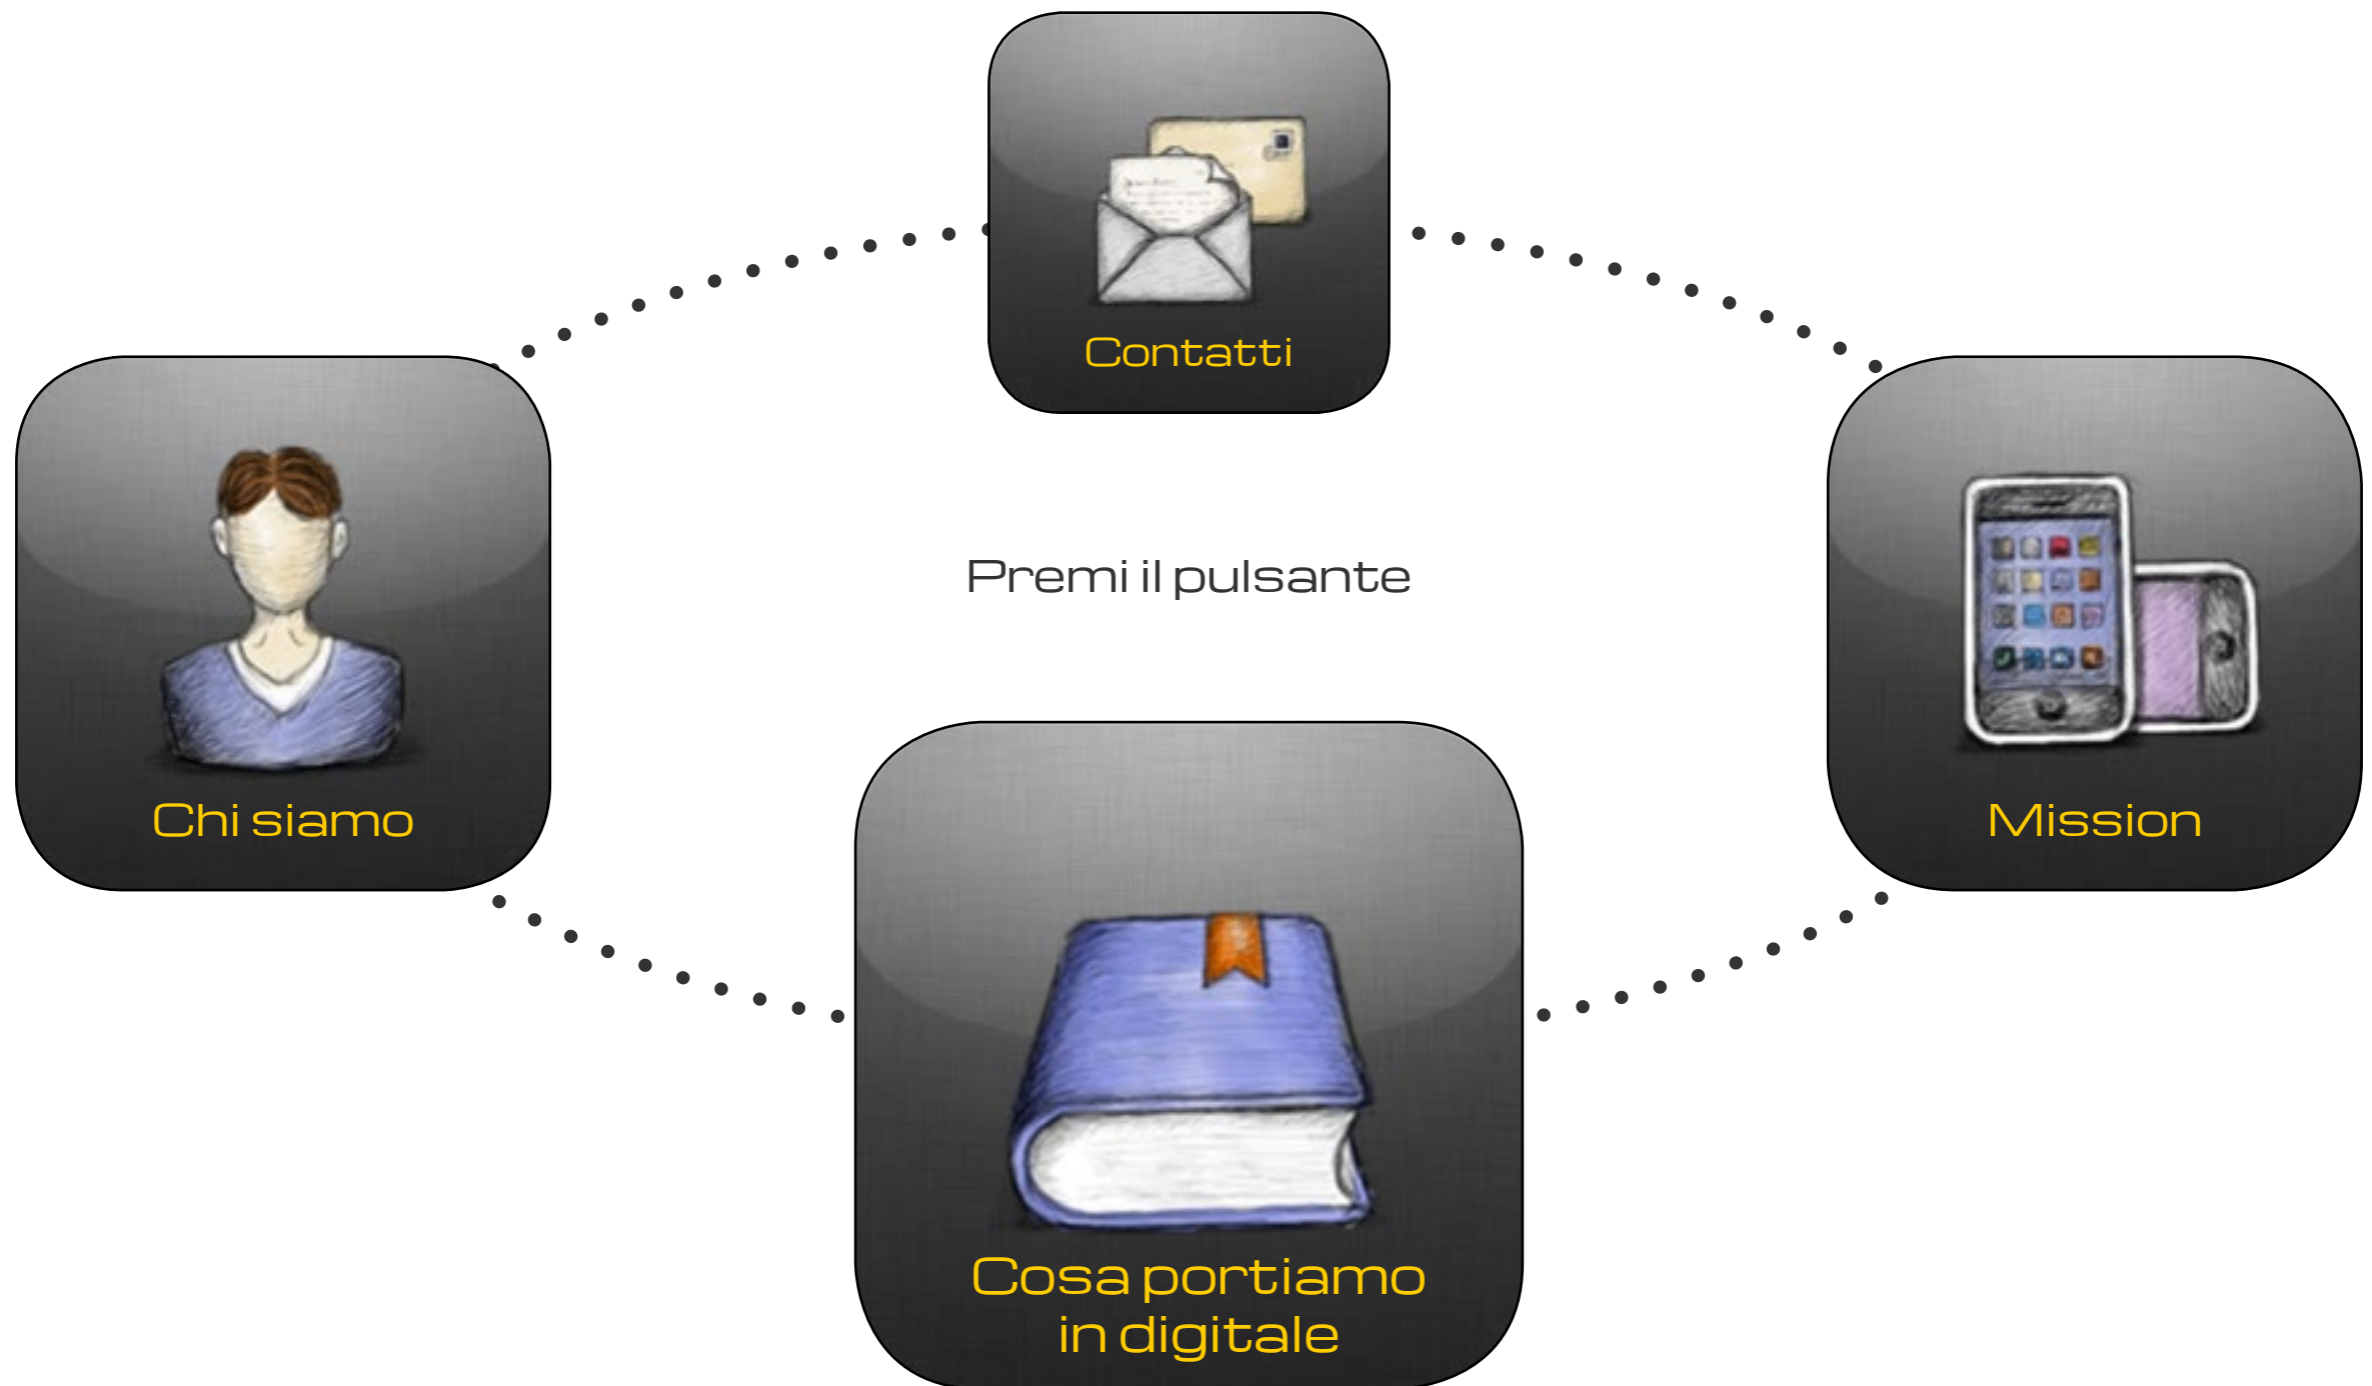 Contatti
Chi siamo
Premi il pulsante
Mission
Cosa portiamo
in digitale